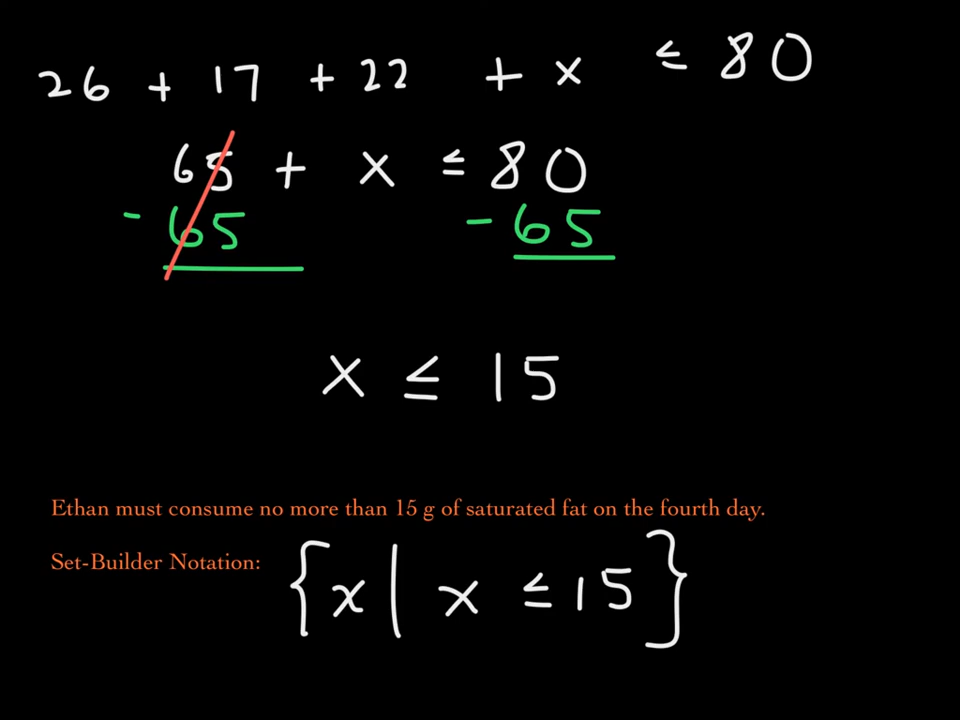 26 + 17 + 22 + x ≤ 80
65 + x ≤ 80
- 65 - 65
x ≤ 15
Ethan must consume no more than 15 g of saturated fat on the fourth day.
Set-Builder Notation: {x | x ≤ 15}